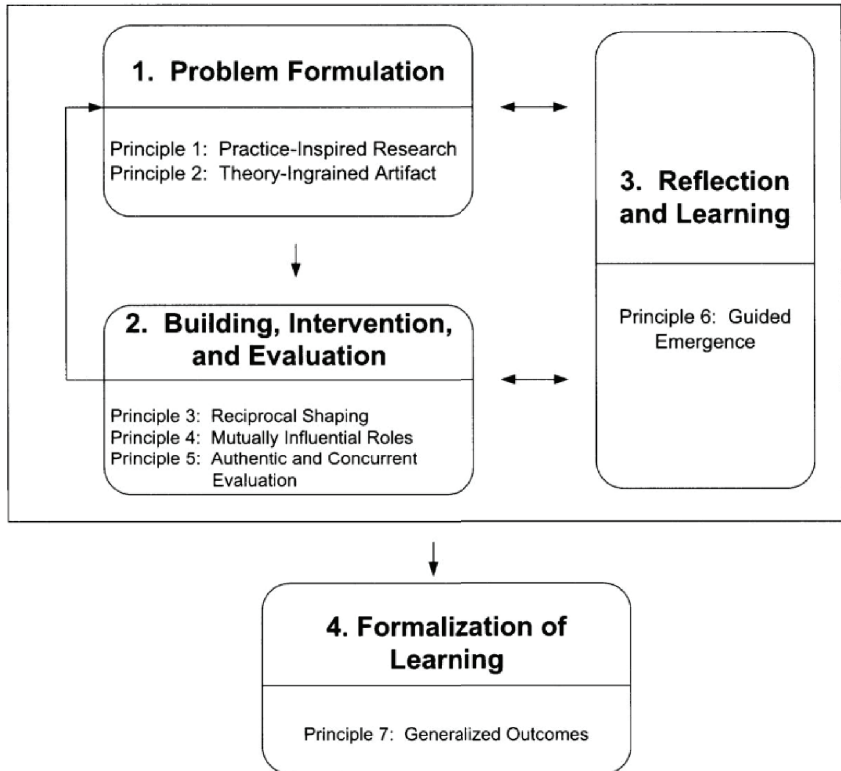 1. Problem Formulation
Principle 1: Practice-Inspired Research
Principle 2: Theory-Ingrained Artifact
2. Building, Intervention,
and Evaluation
Principle 3: Reciprocal Shaping
Principle 4: Mutually Influential Roles
Principle 5: Authentic and Concurrent
Evaluation
3. Reflection
and Learning
Principle 6: Guided
Emergence
4. Formalization of
Learning
Principle 7: Generalized Outcomes